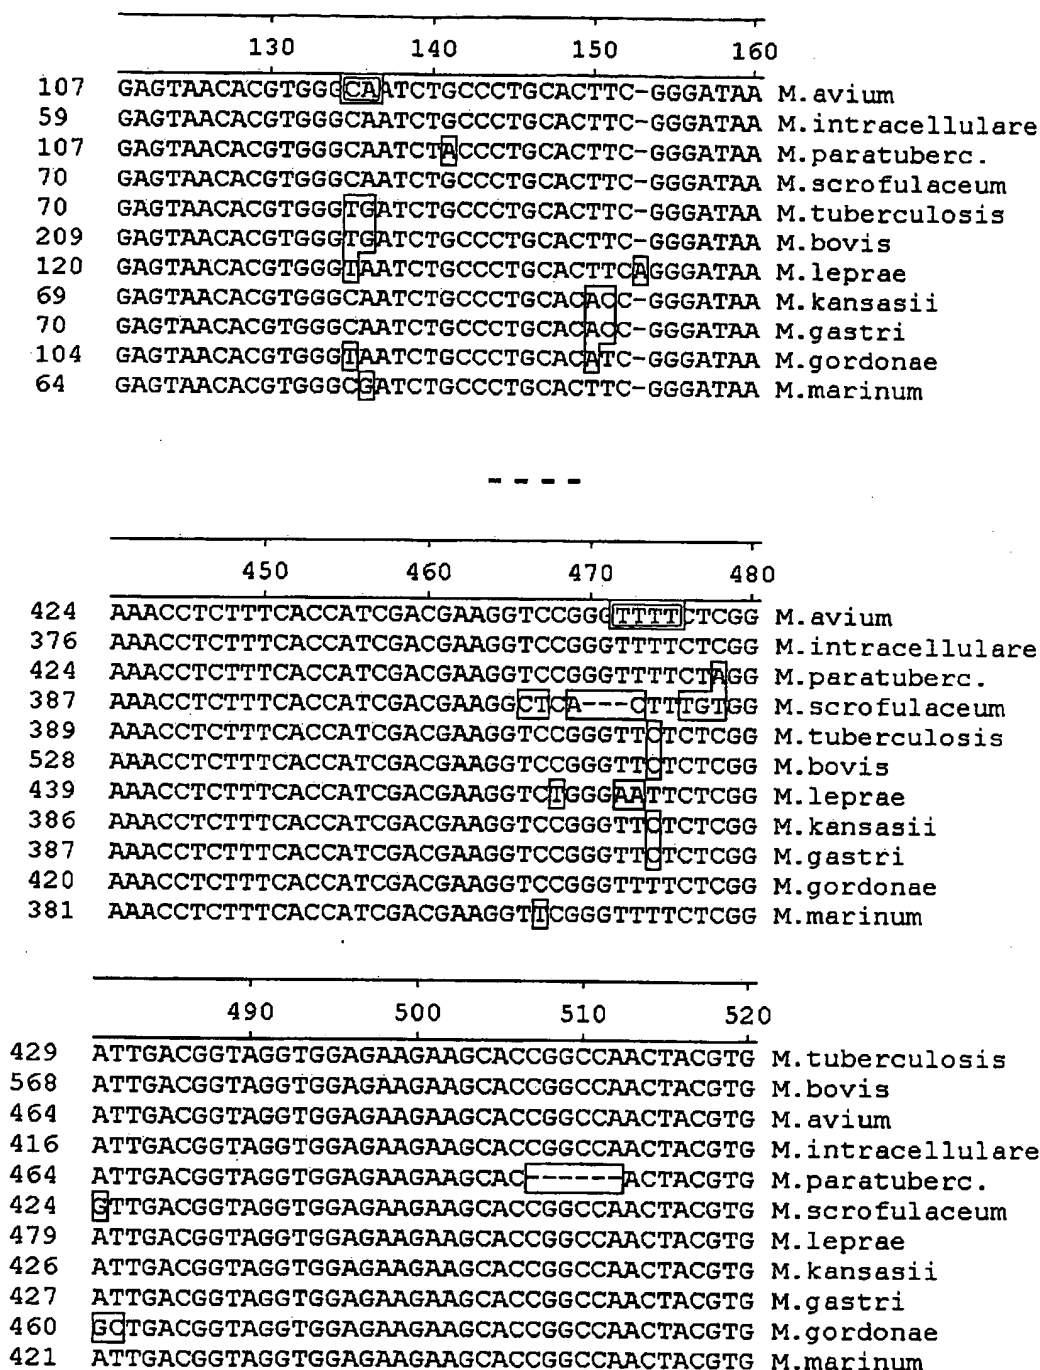 130 140 150 160
107 GAGTAACACGTGGGCAATCTGCCCTGCACTTC-GGGATAA M.avium
59 GAGTAACACGTGGGCAATCTGCCCTGCACTTC-GGGATAA M.intracellulare
107 GAGTAACACGTGGGCAATCTACCCTGCACTTC-GGGATAA M.paratuberc.
70 GAGTAACACGTGGGCAATCTGCCCTGCACTTC-GGGATAA M.scrofulaceum
70 GAGTAACACGTGGGTGATCTGCCCTGCACTTC-GGGATAA M.tuberculosis
209 GAGTAACACGTGGGTGATCTGCCCTGCACTTC-GGGATAA M.bovis
120 GAGTAACACGTGGGTAATCTGCCCTGCACTTCAGGGATAA M.leprae
69 GAGTAACACGTGGGCAATCTGCCCTGCACACC-GGGATAA M.kansasii
70 GAGTAACACGTGGGCAATCTGCCCTGCACACC-GGGATAA M.gastri
104 GAGTAACACGTGGGTAATCTGCCCTGCACATC-GGGATAA M.gordonae
64 GAGTAACACGTGGGCGATCTGCCCTGCACTTC-GGGATAA M.marinum
- - - -
450 460 470 480
424 AAACCTCTTTCACCATCGACGAAGGTCCGGGTTTTCTCGG M.avium
376 AAACCTCTTTCACCATCGACGAAGGTCCGGGTTTTCTCGG M.intracellulare
424 AAACCTCTTTCACCATCGACGAAGGTCCGGGTTTTCTAGG M.paratuberc.
387 AAACCTCTTTCACCATCGACGAAGGCTCA---CTTTGTGG M.scrofulaceum
389 AAACCTCTTTCACCATCGACGAAGGTCCGGGTTCTCTCGG M.tuberculosis
528 AAACCTCTTTCACCATCGACGAAGGTCCGGGTTCTCTCGG M.bovis
439 AAACCTCTTTCACCATCGACGAAGGTCTGGGAATTCTCGG M.leprae
386 AAACCTCTTTCACCATCGACGAAGGTCCGGGTTCTCTCGG M.kansasii
387 AAACCTCTTTCACCATCGACGAAGGTCCGGGTTCTCTCGG M.gastri
420 AAACCTCTTTCACCATCGACGAAGGTCCGGGTTTTCTCGG M.gordonae
381 AAACCTCTTTCACCATCGACGAAGGTTCGGGTTTTCTCGG M.marinum
490 500 510 520
429 ATTGACGGTAGGTGGAGAAGAAGCACCGGCCAACTACGTG M.tuberculosis
568 ATTGACGGTAGGTGGAGAAGAAGCACCGGCCAACTACGTG M.bovis
464 ATTGACGGTAGGTGGAGAAGAAGCACCGGCCAACTACGTG M.avium
416 ATTGACGGTAGGTGGAGAAGAAGCACCGGCCAACTACGTG M.intracellulare
464 ATTGACGGTAGGTGGAGAAGAAGCAC------ACTACGTG M.paratuberc.
424 GTTGACGGTAGGTGGAGAAGAAGCACCGGCCAACTACGTG M.scrofulaceum
479 ATTGACGGTAGGTGGAGAAGAAGCACCGGCCAACTACGTG M.leprae
426 ATTGACGGTAGGTGGAGAAGAAGCACCGGCCAACTACGTG M.kansasii
427 ATTGACGGTAGGTGGAGAAGAAGCACCGGCCAACTACGTG M.gastri
460 GCTGACGGTAGGTGGAGAAGAAGCACCGGCCAACTACGTG M.gordonae
421 ATTGACGGTAGGTGGAGAAGAAGCACCGGCCAACTACGTG M.marinum